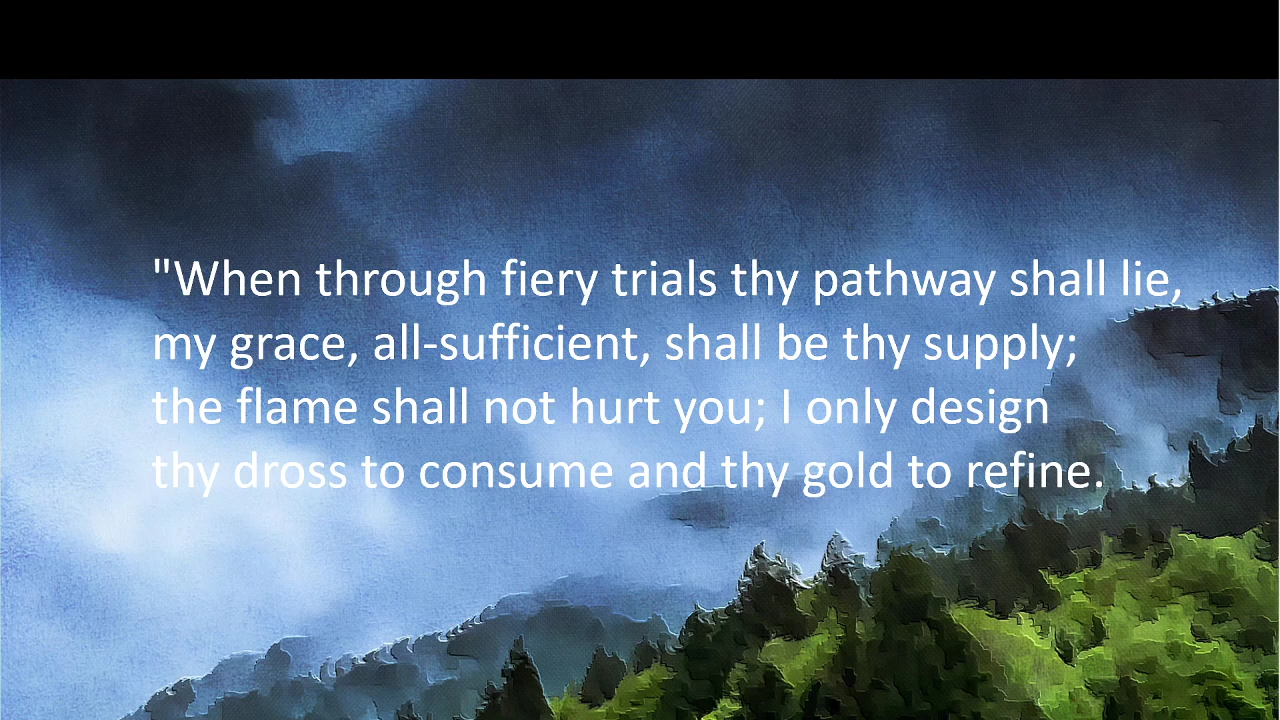 "When through fiery trials thy pathway shall lie,
my grace, all-sufficient, shall be thy supply;
the flame shall not hurt you; I only design
thy dross to consume and thy gold to refine.